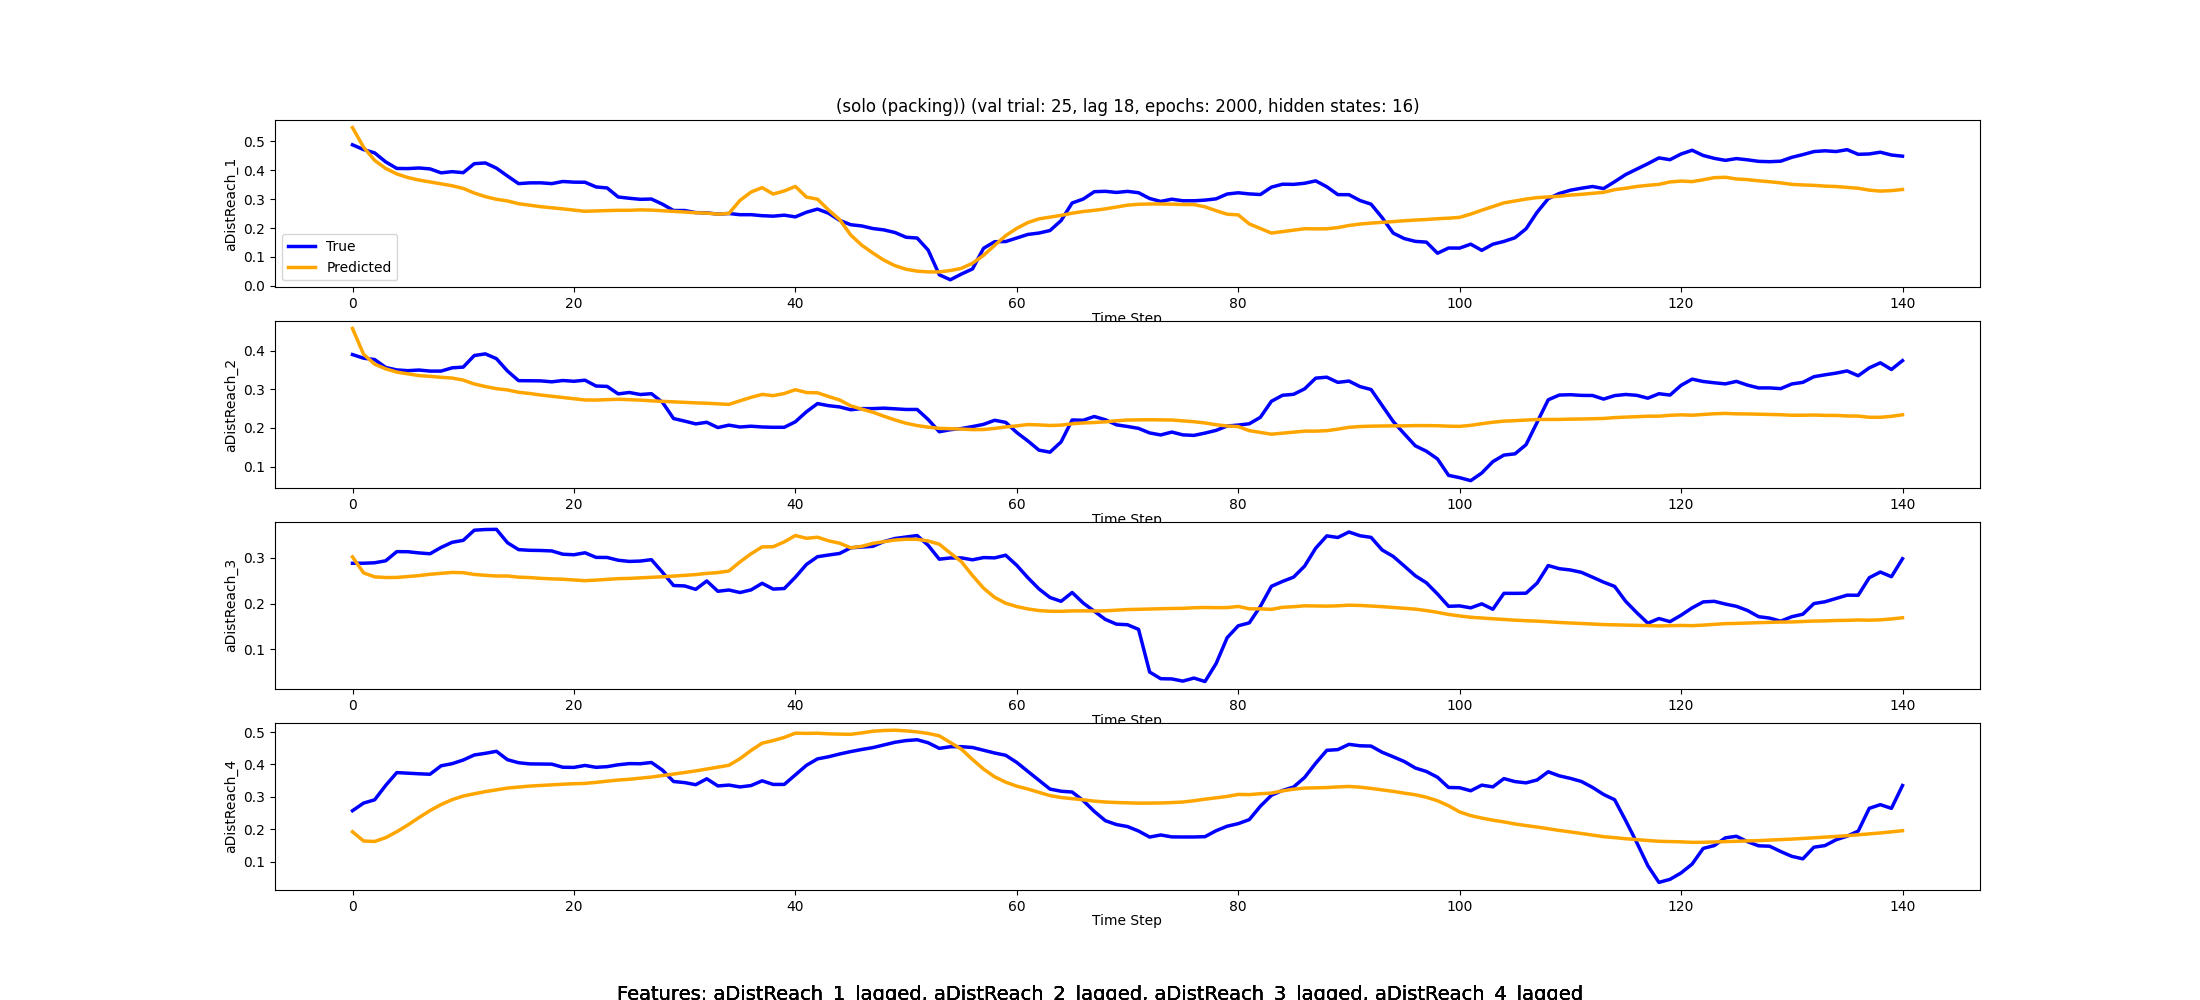 (solo (packing)) (val trial: 25, lag 18, epochs: 2000, hidden states: 16)
aDistReach_1
0.5
0.4
0.3
0.2
0.1
0.0
True
Predicted
0 20 40 60 80 100 120 140
Time Step
aDistReach_2
0.4
0.3
0.2
0.1
0 20 40 60 80 100 120 140
Time Step
aDistReach_3
0.3
0.2
0.1
0 20 40 60 80 100 120 140
Time Step
aDistReach_4
0.5
0.4
0.3
0.2
0.1
0 20 40 60 80 100 120 140
Time Step
Features: aDistReach_1_lagged, aDistReach_2_lagged, aDistReach_3_lagged, aDistReach_4_lagged